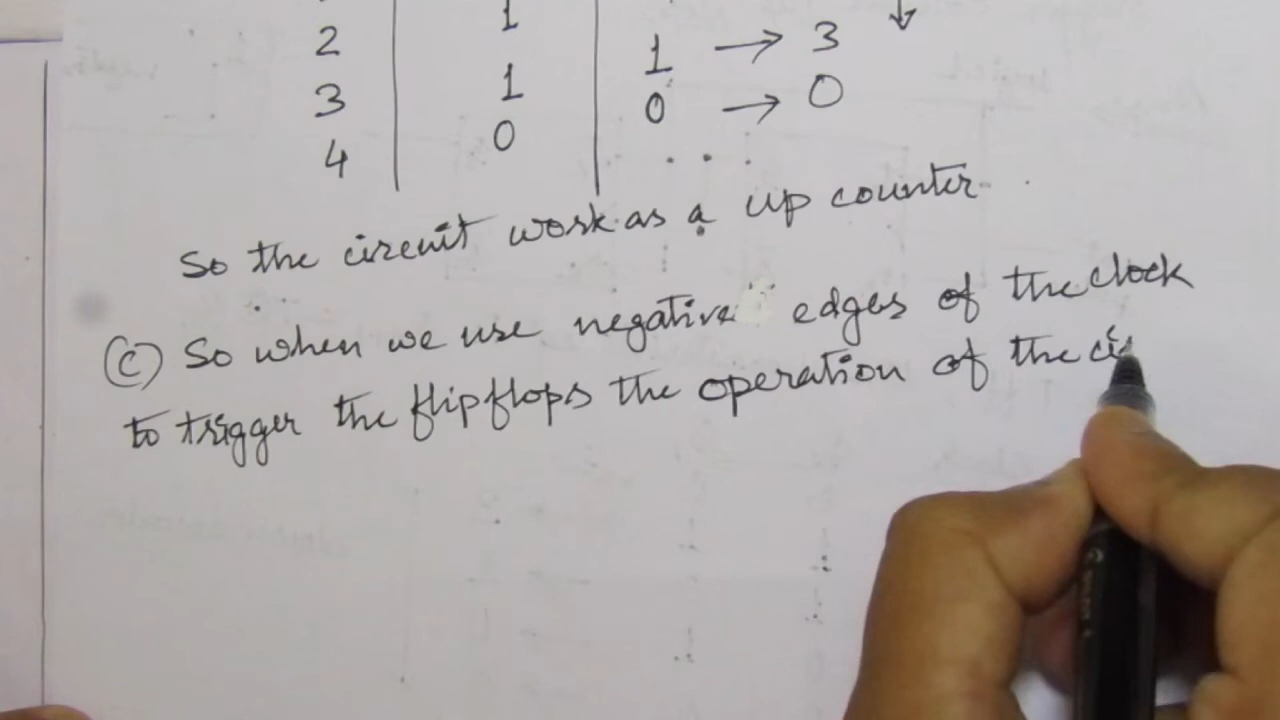 2 1
1 → 3 ↓
3 1
0 → 0
4 0
. . .
So the circuit work as a up counter
(C) So when we use negative edges of the clock
to trigger the flipflops the operation of the ci